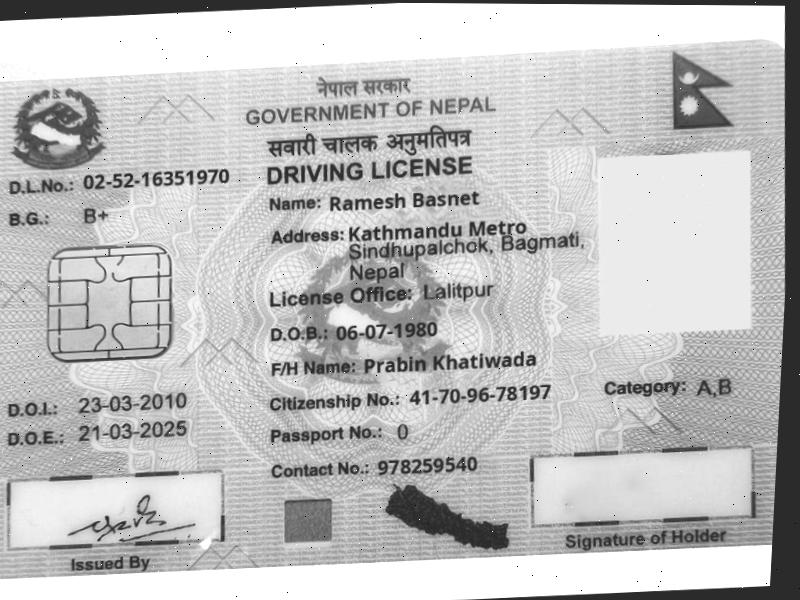 नेपाल सरकार
GOVERNMENT OF NEPAL
सवारी चालक अनुमतिपत्र
DRIVING LICENSE
D.L.No.: 02-52-16351970
B.G.: B+
Name: Ramesh Basnet
Address: Kathmandu Metro
Sindhupalchok, Bagmati,
Nepal
License Office: Lalitpur
D.O.B.: 06-07-1980
F/H Name: Prabin Khatiwada
D.O.I.: 23-03-2010
Citizenship No.: 41-70-96-78197
Category: A,B
D.O.E.: 21-03-2025
Passport No.: 0
Contact No.: 978259540
Issued By
Signature of Holder